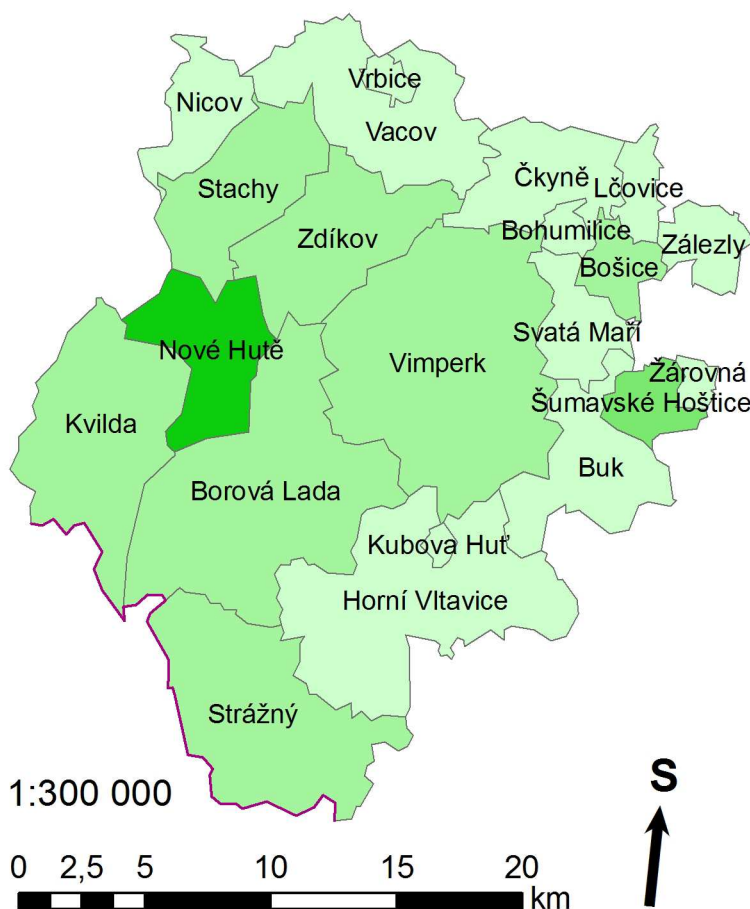 Vrbice
Nicov
Vacov
Čkyně
Lčovice
Stachy
Zdíkov
Bohumilice
Zálezly
Bošice
Svatá Maří
Nové Hutě
Vimperk
Žárovná
Šumavské Hoštice
Kvilda
Buk
Borová Lada
Kubova Huť
Horní Vltavice
Strážný
1:300 000
S
0 2,5 5 10 15 20
km